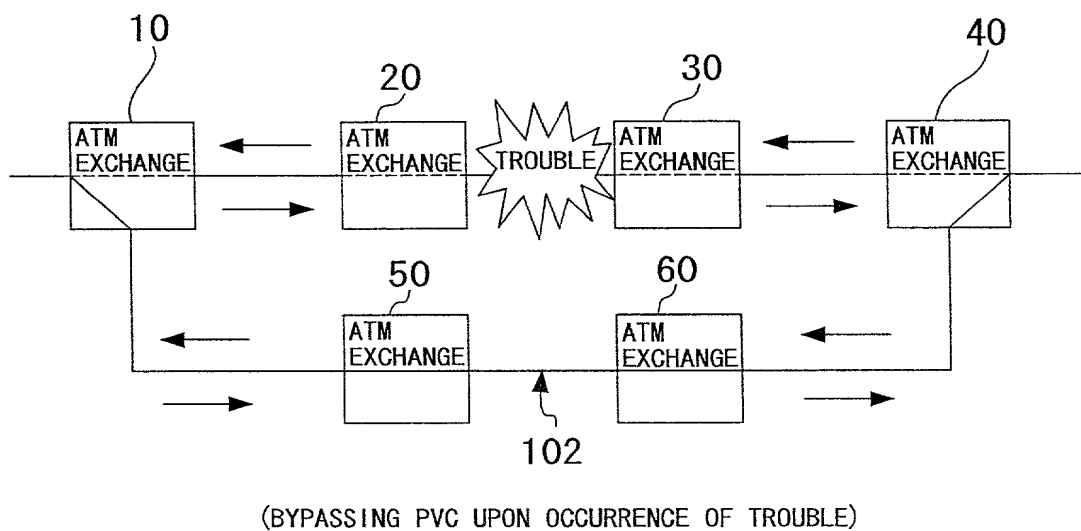 10
20
30
40
ATM
EXCHANGE
ATM
EXCHANGE
TROUBLE
ATM
EXCHANGE
ATM
EXCHANGE
50
60
ATM
EXCHANGE
ATM
EXCHANGE
102
(BYPASSING PVC UPON OCCURRENCE OF TROUBLE)